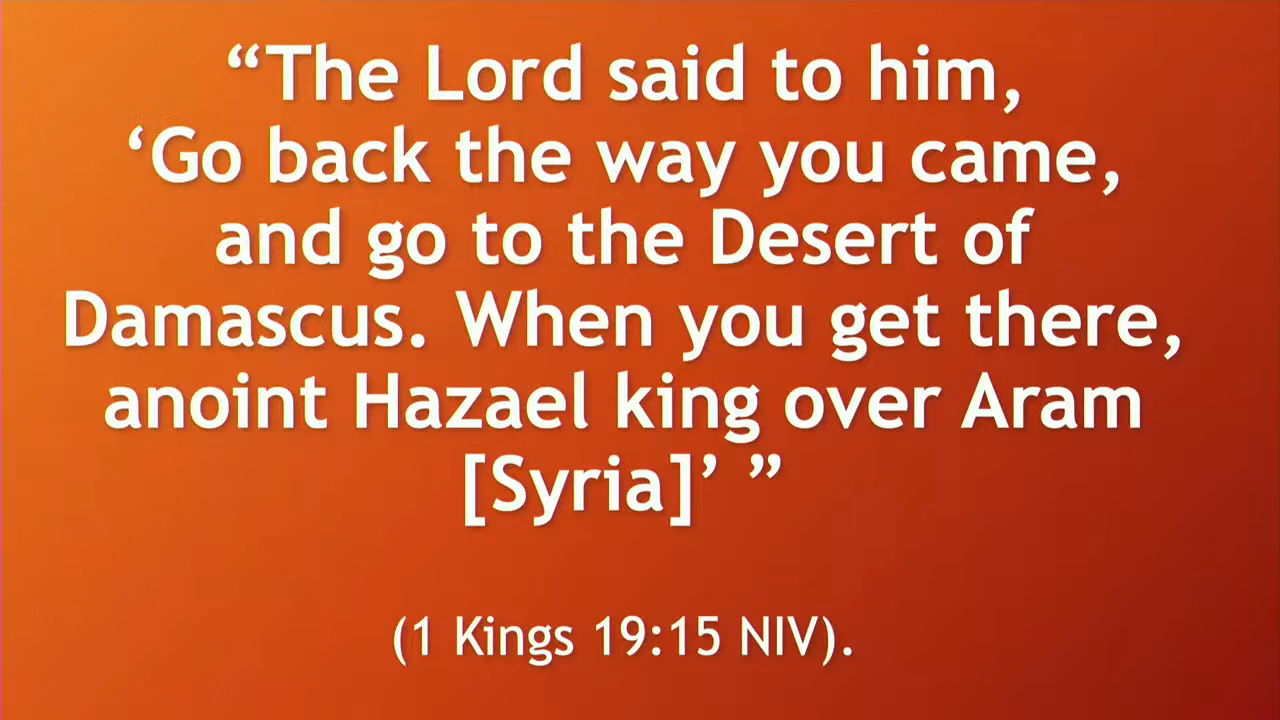 “The Lord said to him,
‘Go back the way you came,
and go to the Desert of
Damascus. When you get there,
anoint Hazael king over Aram
[Syria]’ ”
(1 Kings 19:15 NIV).